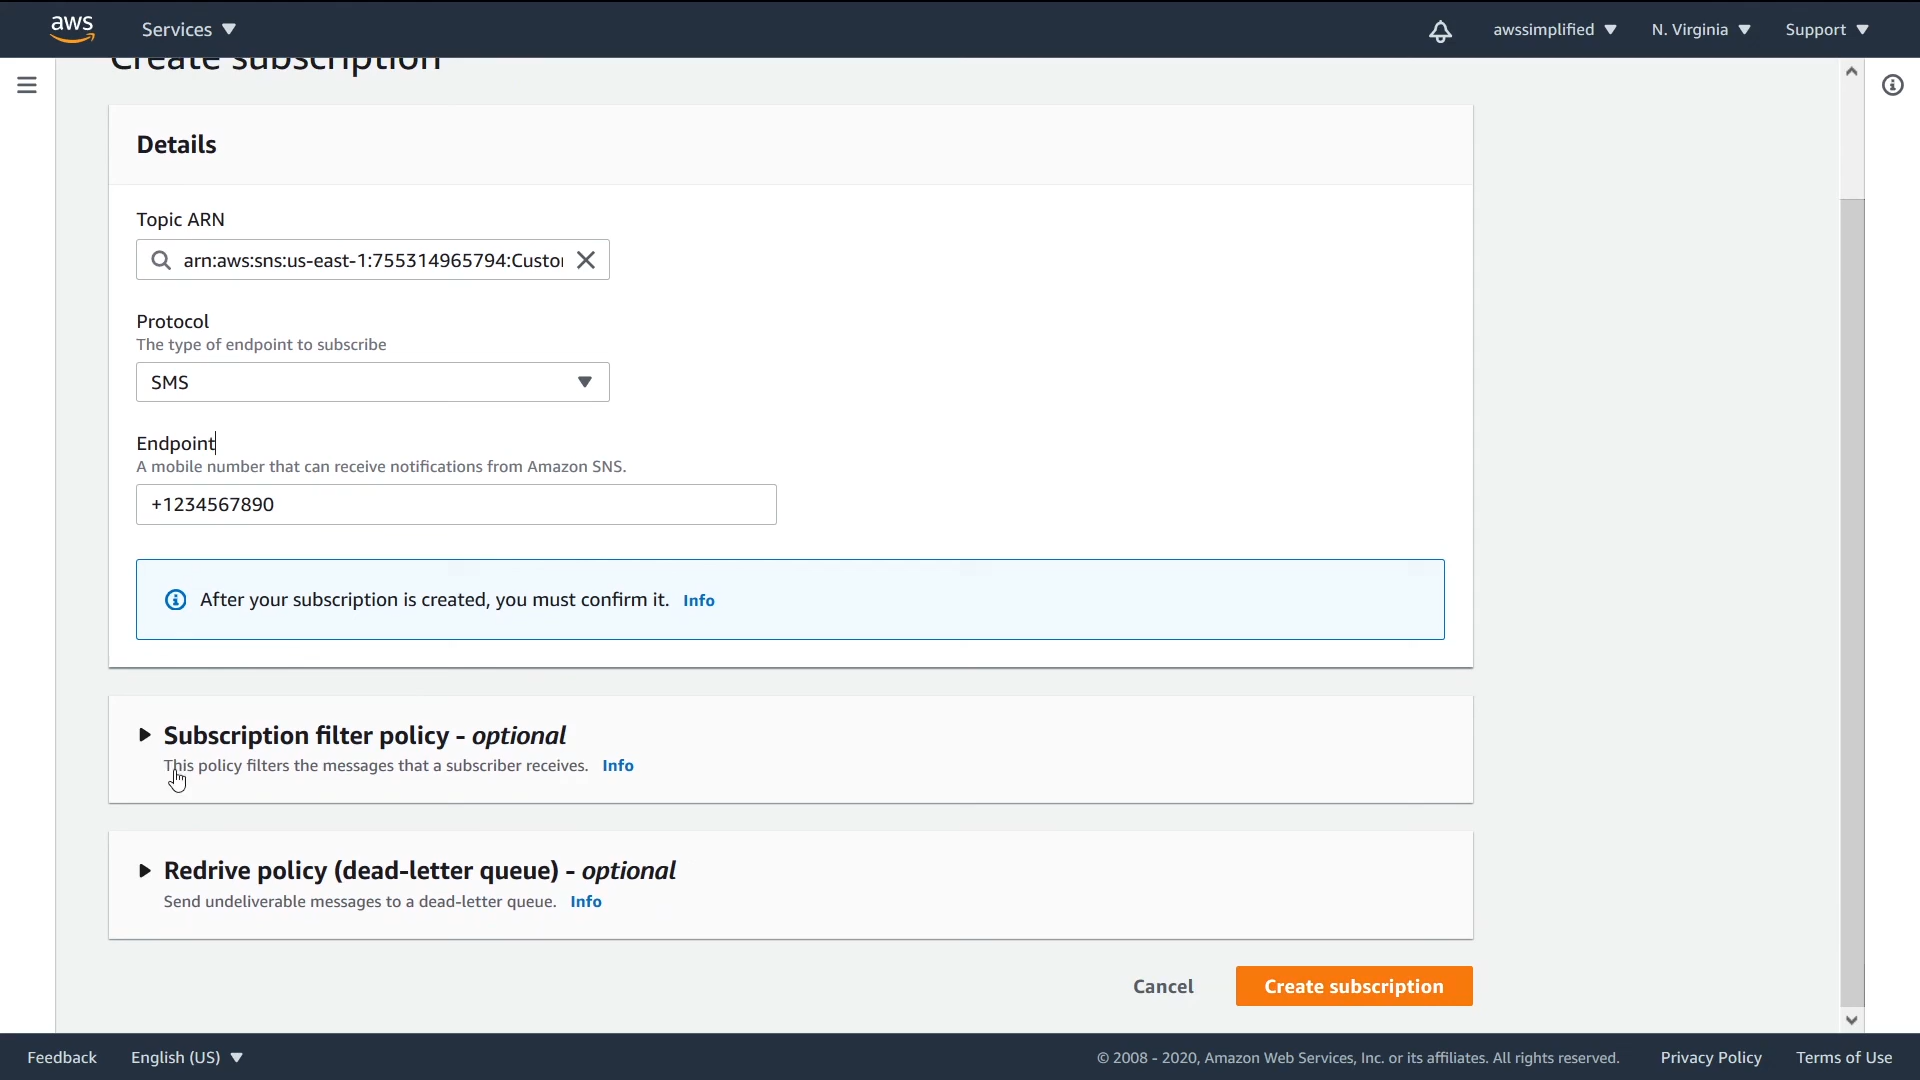 aws
Services
awssimplified
N. Virginia
Support
Create subscription
Details
Topic ARN
arn:aws:sns:us-east-1:755314965794:Custo
Protocol
The type of endpoint to subscribe
SMS
Endpoint
A mobile number that can receive notifications from Amazon SNS.
+1234567890
After your subscription is created, you must confirm it. Info
Subscription filter policy - optional
This policy filters the messages that a subscriber receives. Info
Redrive policy (dead-letter queue) - optional
Send undeliverable messages to a dead-letter queue. Info
Cancel
Create subscription
Feedback
English (US)
© 2008 - 2020, Amazon Web Services, Inc. or its affiliates. All rights reserved.
Privacy Policy
Terms of Use